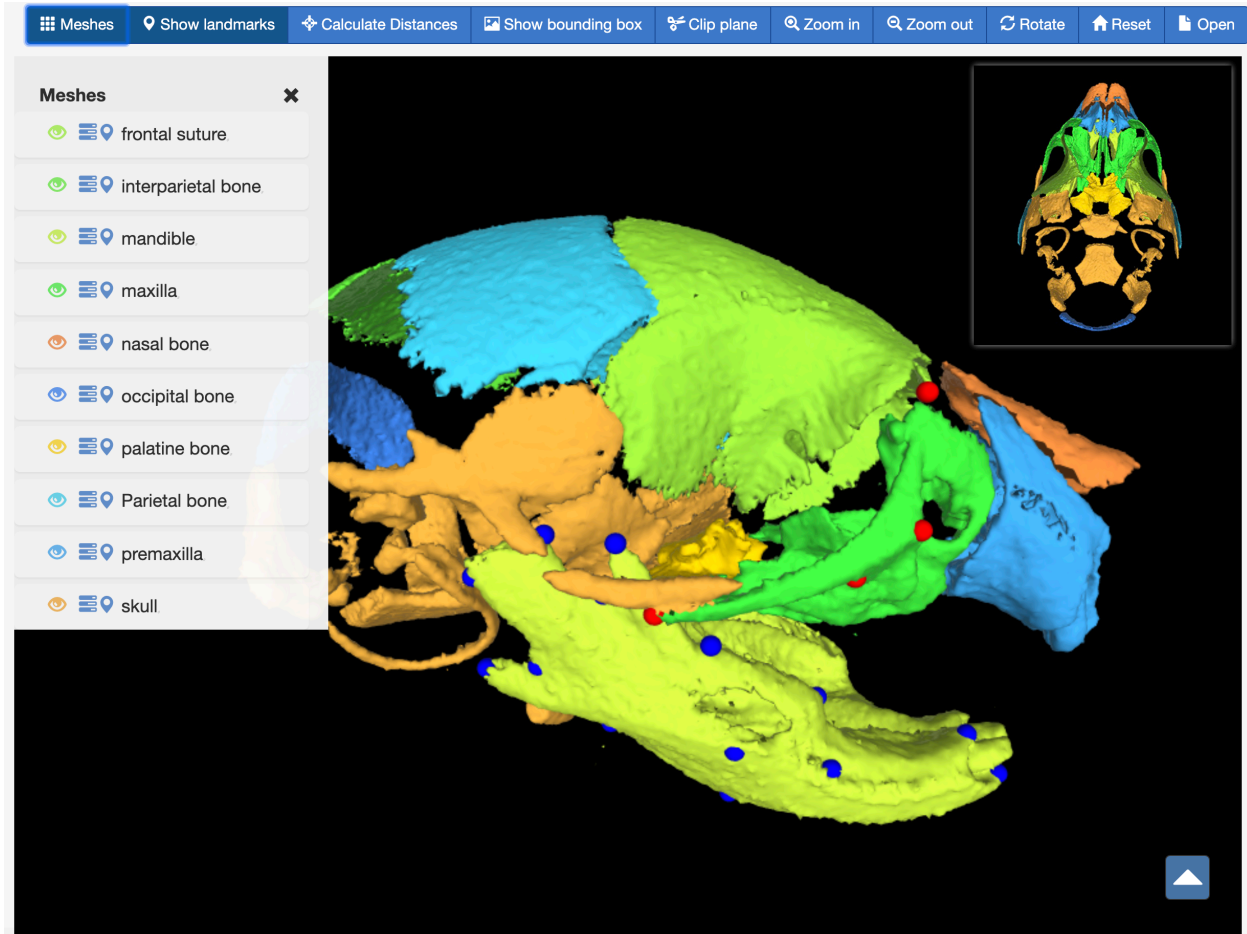 Meshes Show landmarks Calculate Distances Show bounding box Clip plane Zoom in Zoom out Rotate Reset Open
Meshes
frontal suture
interparietal bone
mandible
maxilla
nasal bone
occipital bone
palatine bone
Parietal bone
premaxilla
skull